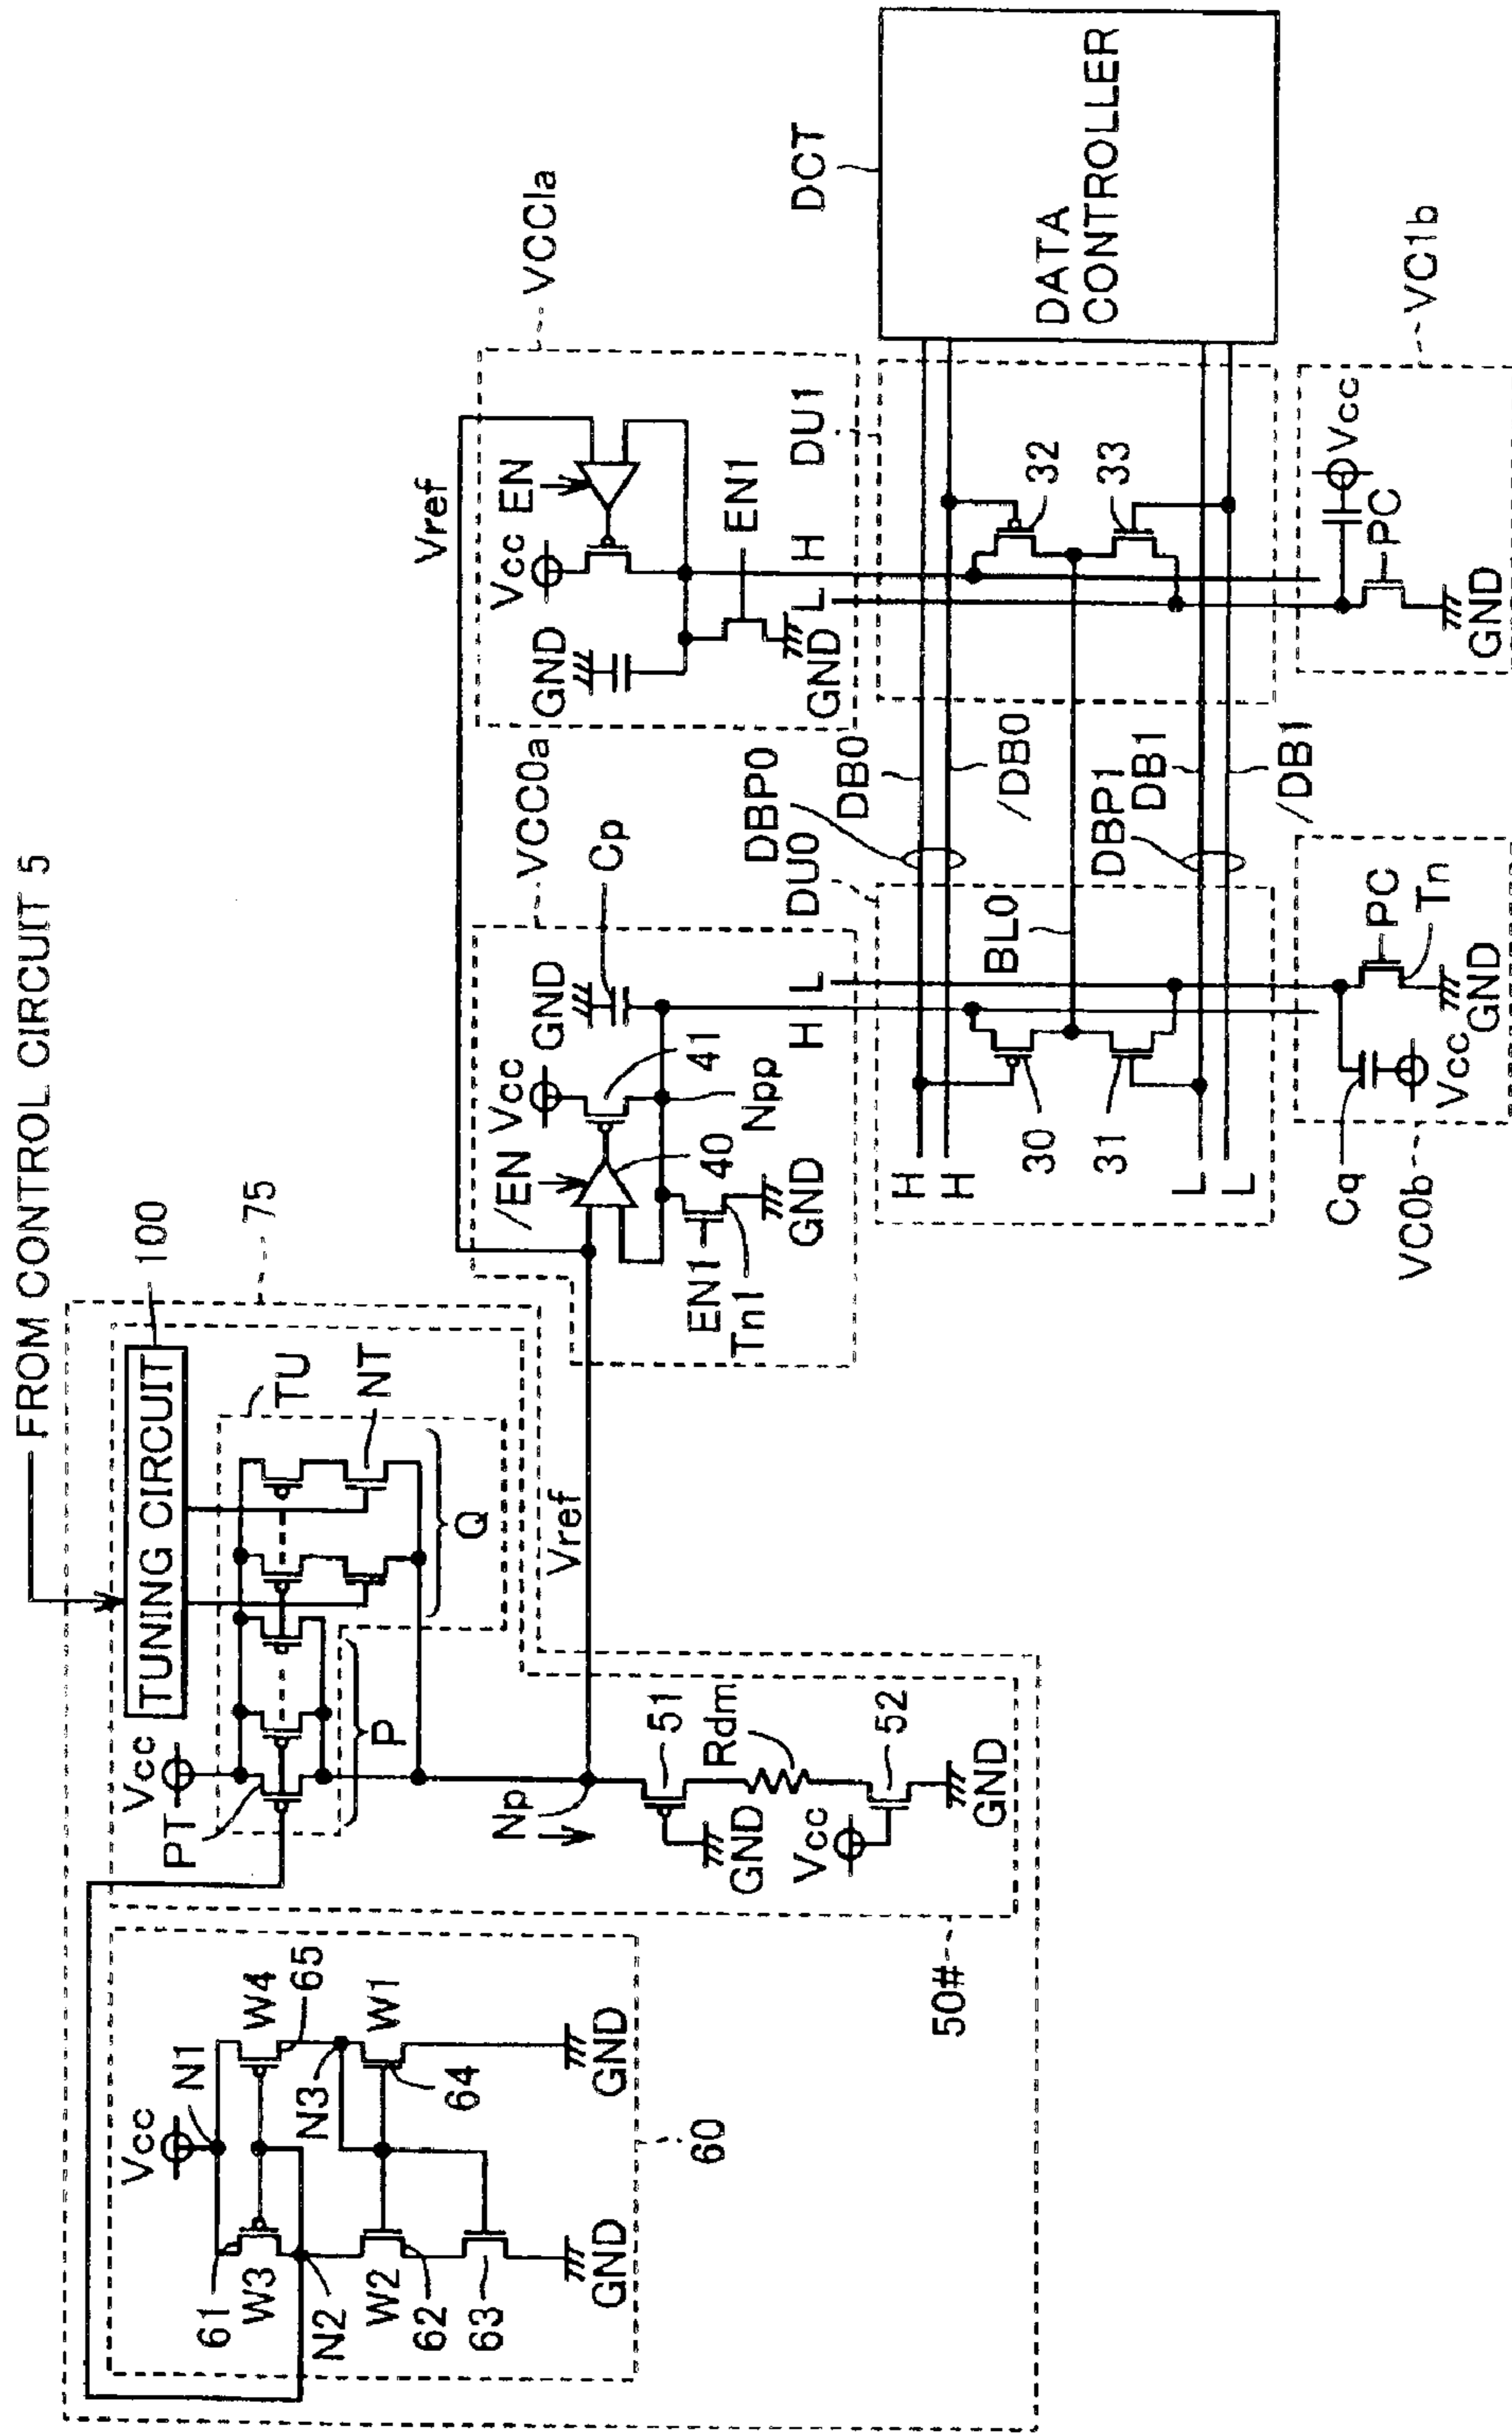 FROM CONTROL CIRCUIT 5
100
75
TUNING CIRCUIT
TU
NT
Q
P
PT
Vcc
Vcc
N1
W4
65
N3
W1
64
61
W3
N2
W2
62
63
GND
GND
60
Np
Vref
51
Rdm
52
GND
Vcc
GND
50#
Vref
/EN
Vcc
41
40
Npp
GND
Cp
VCC0a
EN1
Tn1
GND
H
L
EN
Vcc
GND
EN1
GND
L
H
VCC1a
DU1
DCT
DATA
CONTROLLER
DU0
DBP0
DB0
/DB0
BL0
DBP1
DB1
/DB1
H
H
L
L
30
31
32
33
Cq
Vcc
PC
Tn
GND
VC0b
Vcc
PC
GND
VC1b